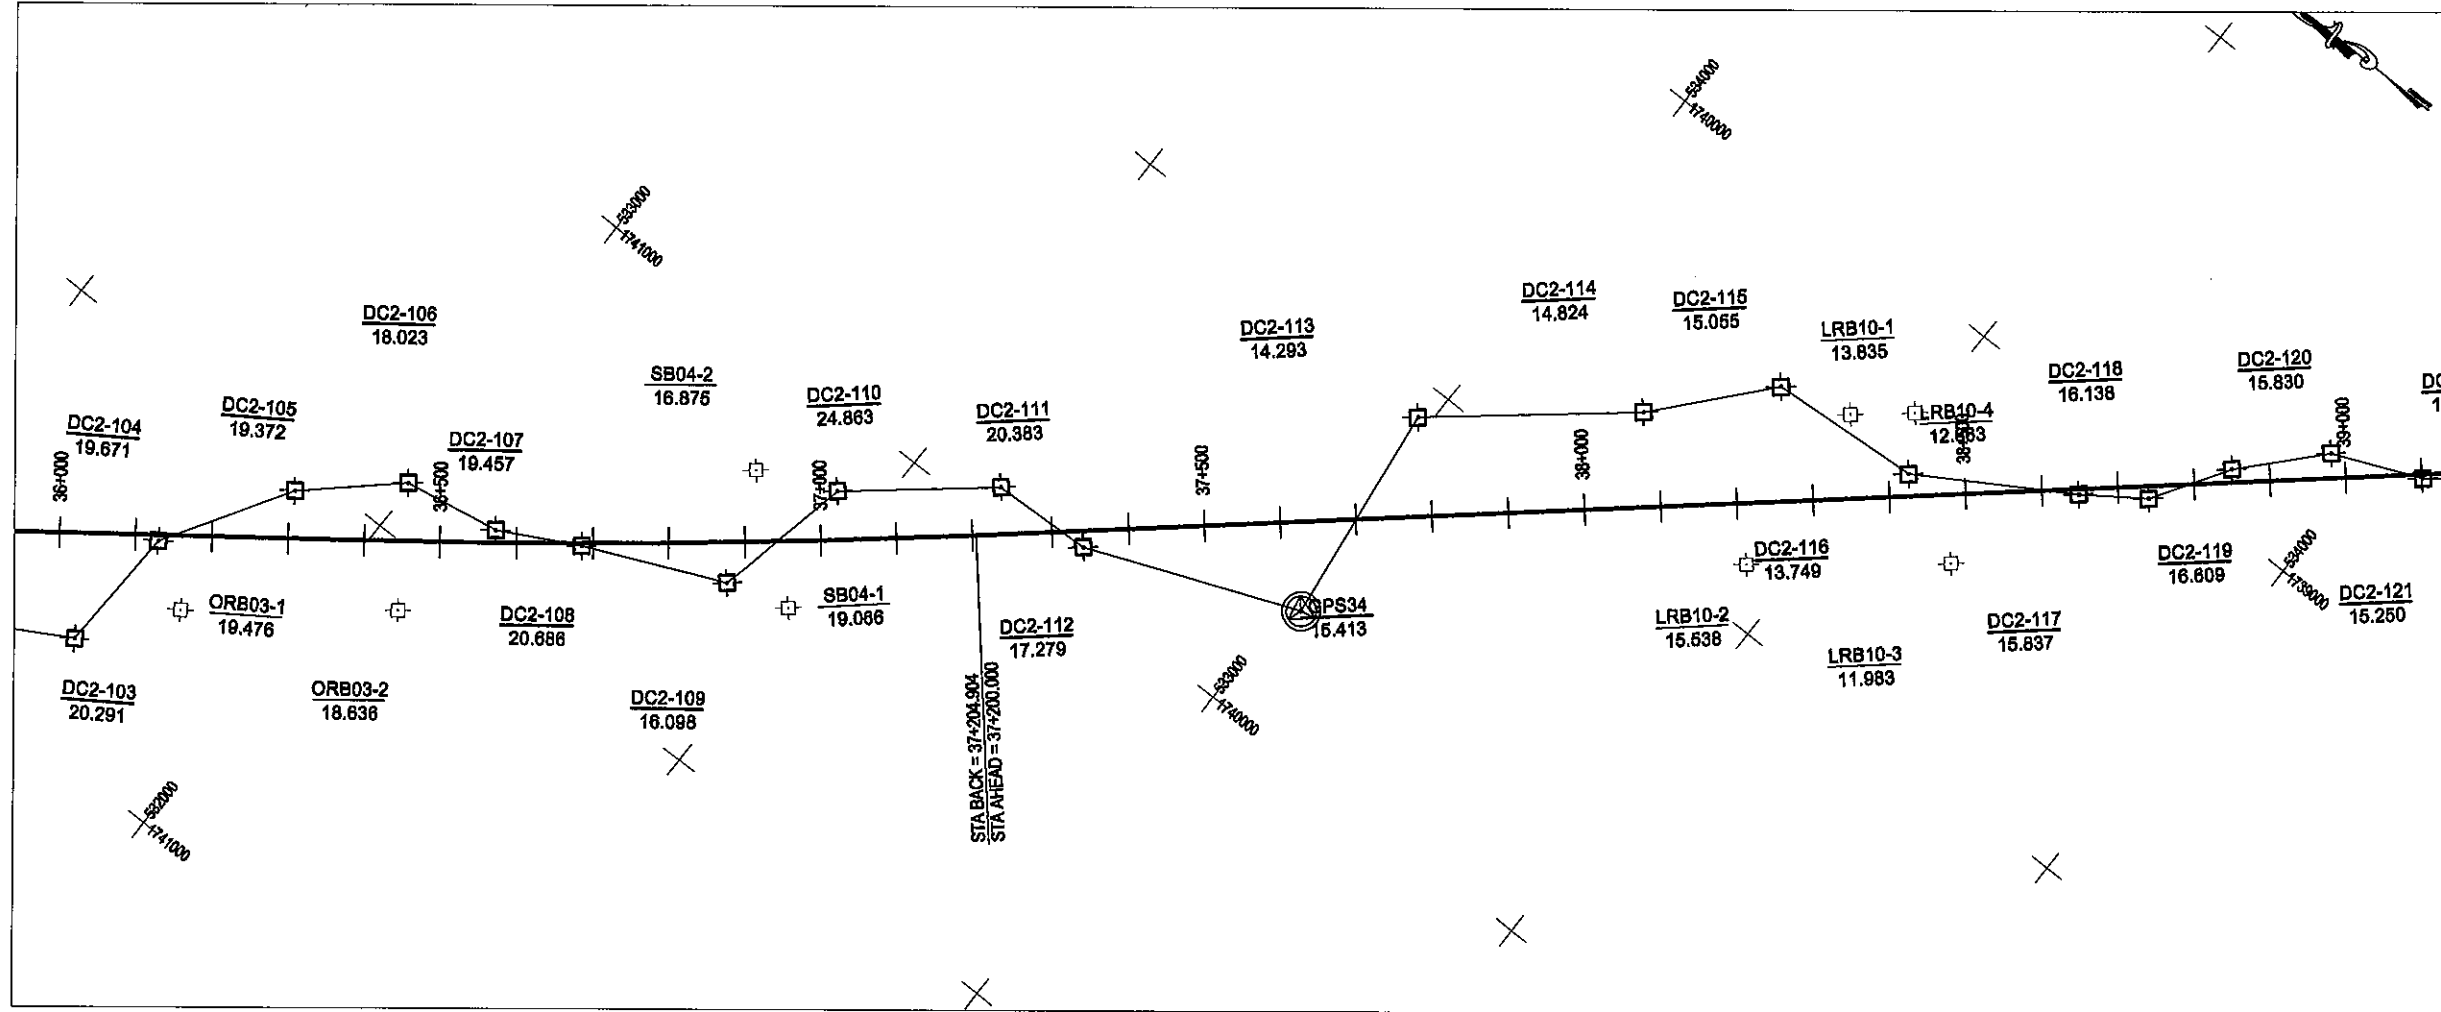 534000
1740000
533000
1741000
DC2-106
18.023
DC2-113
14.293
DC2-114
14.824
DC2-115
15.055
LRB10-1
13.835
SB04-2
16.875
DC2-110
24.863
DC2-111
20.383
DC2-118
16.138
DC2-120
15.830
DC2-104
19.671
DC2-105
19.372
DC2-107
19.457
LRB10-4
36+000
36+500
37+000
37+500
38+000
39+000
DC2-116
13.749
DC2-119
16.609
534000
1739000
DC2-121
15.250
ORB03-1
19.476
DC2-108
20.686
SB04-1
19.066
DC2-112
17.279
GPS34
15.413
LRB10-2
15.538
DC2-117
15.837
LRB10-3
11.983
DC2-103
20.291
ORB03-2
18.636
DC2-109
16.098
533000
1740000
STA BACK = 37+204.904
STA AHEAD = 37+200.000
532000
1741000